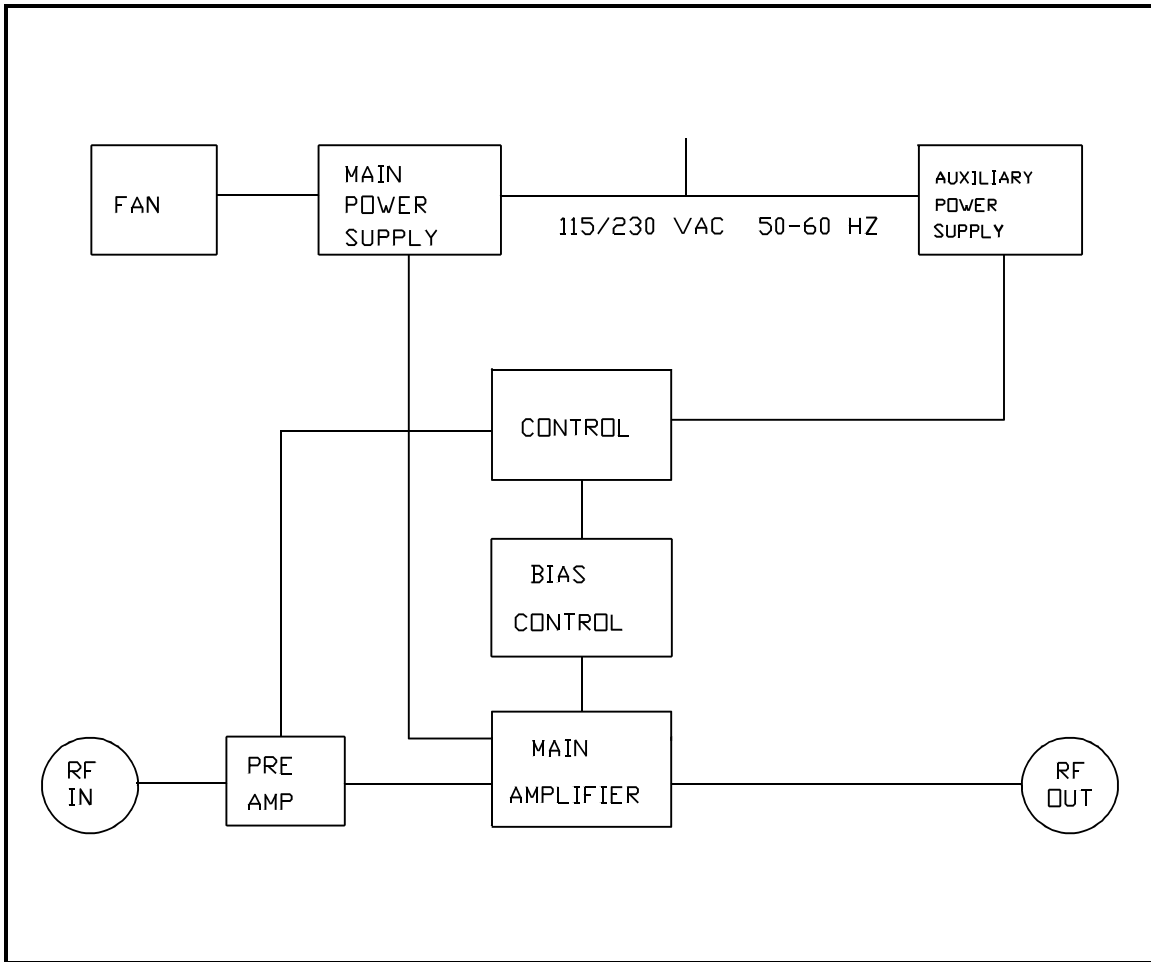 FAN
MAIN
POWER
SUPPLY
115/230 VAC 50-60 HZ
AUXILIARY
POWER
SUPPLY
CONTROL
BIAS
CONTROL
RF
IN
PRE
AMP
MAIN
AMPLIFIER
RF
OUT